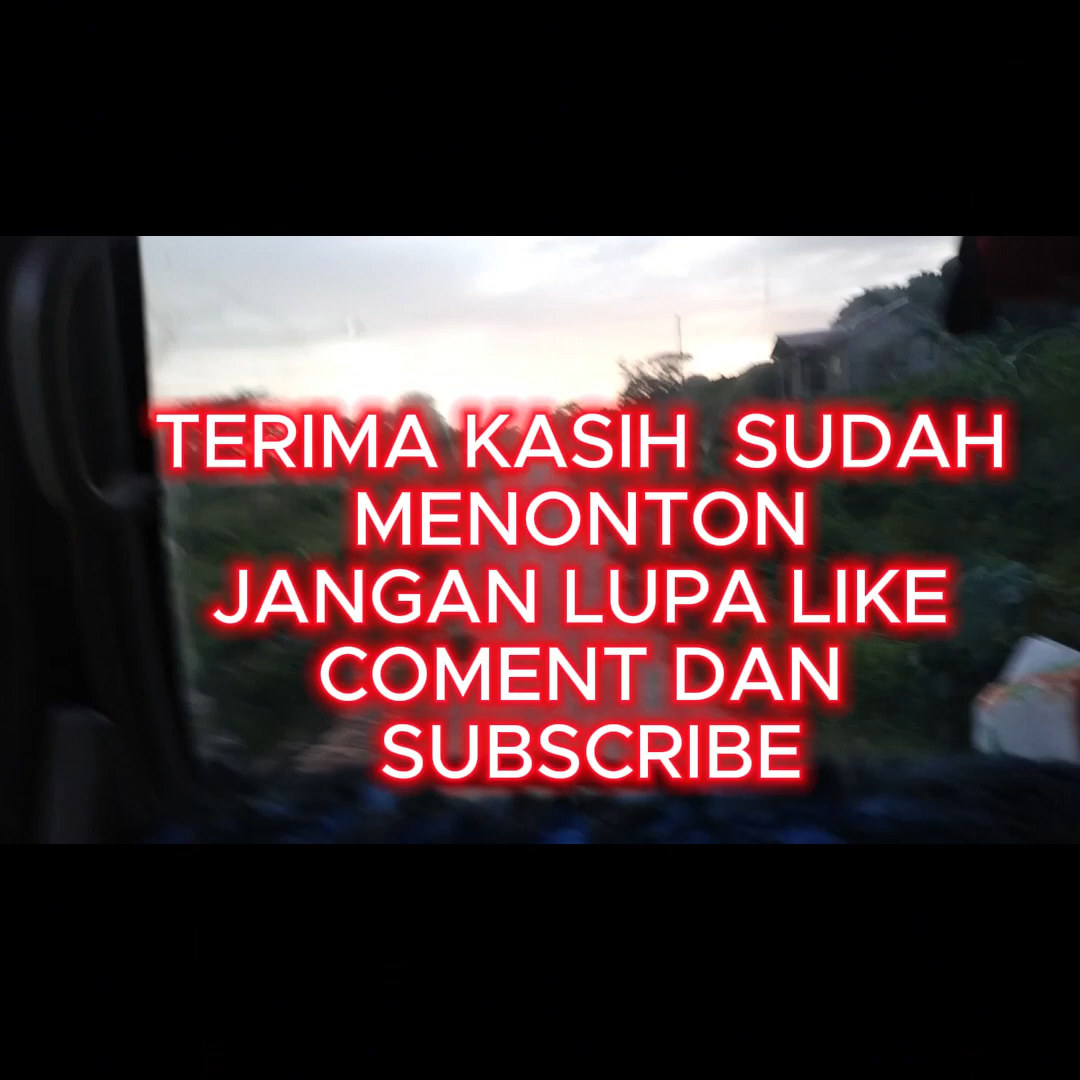 TERIMA KASIH  SUDAH
MENONTON
JANGAN LUPA LIKE
COMENT DAN
SUBSCRIBE